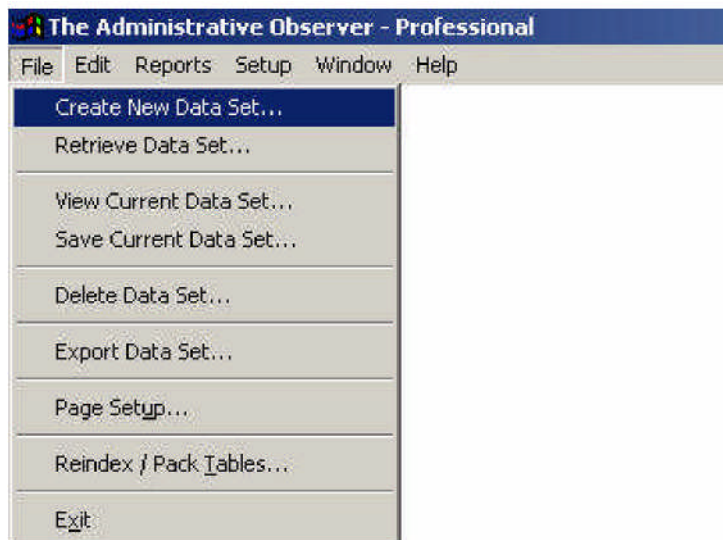 The Administrative Observer - Professional
File Edit Reports Setup Window Help
Create New Data Set...
Retrieve Data Set...
View Current Data Set...
Save Current Data Set...
Delete Data Set...
Export Data Set...
Page Setup...
Reindex / Pack Tables...
Exit